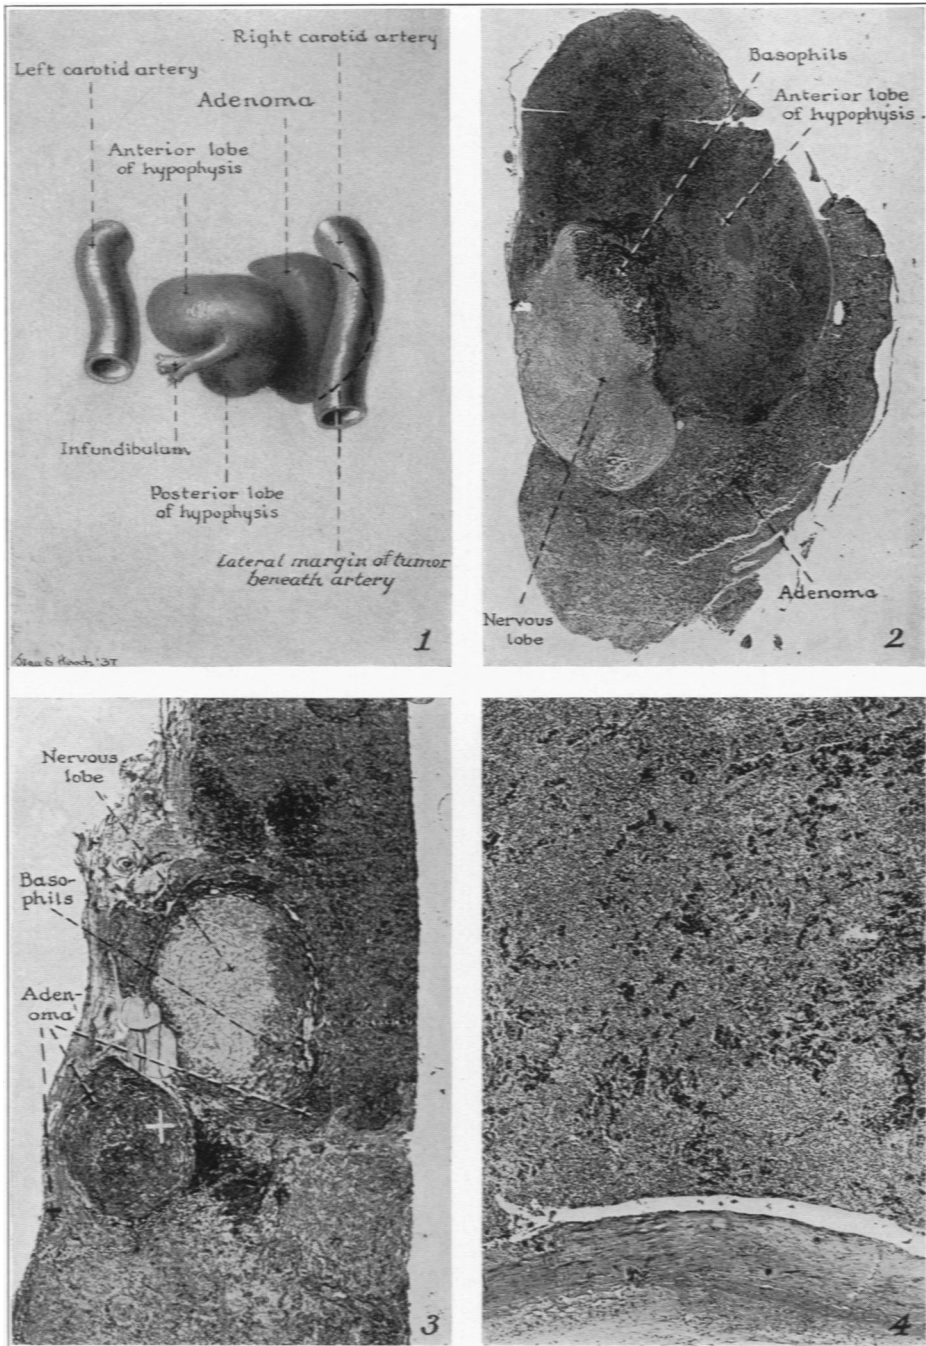 Right carotid artery
Left carotid artery
Adenoma
Anterior lobe
of hypophysis
Infundibulum
Posterior lobe
of hypophysis
Lateral margin of tumor
beneath artery
'37
1
Basophils
Anterior lobe
of hypophysis
Nervous
lobe
Adenoma
2
Nervous
lobe
Baso-
phils
Aden-
oma
3
4